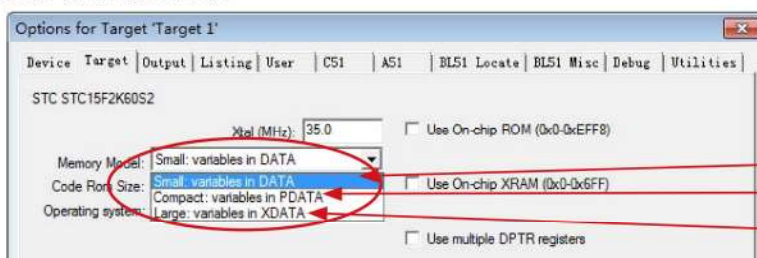 Options for Target 'Target 1'
Device Target Output Listing User C51 A51 BL51 Locate BL51 Misc Debug Utilities
STC STC15F2K60S2
Xtal (MHz): 35.0 Use On-chip ROM (0x0-0xEFF8)
Memory Model: Small: variables in DATA
Code Rom Size: Small: variables in DATA Use On-chip XRAM (0x0-0x6FF)
Compact: variables in PDATA
Operating system: Large: variables in XDATA
Use multiple DPTR registers